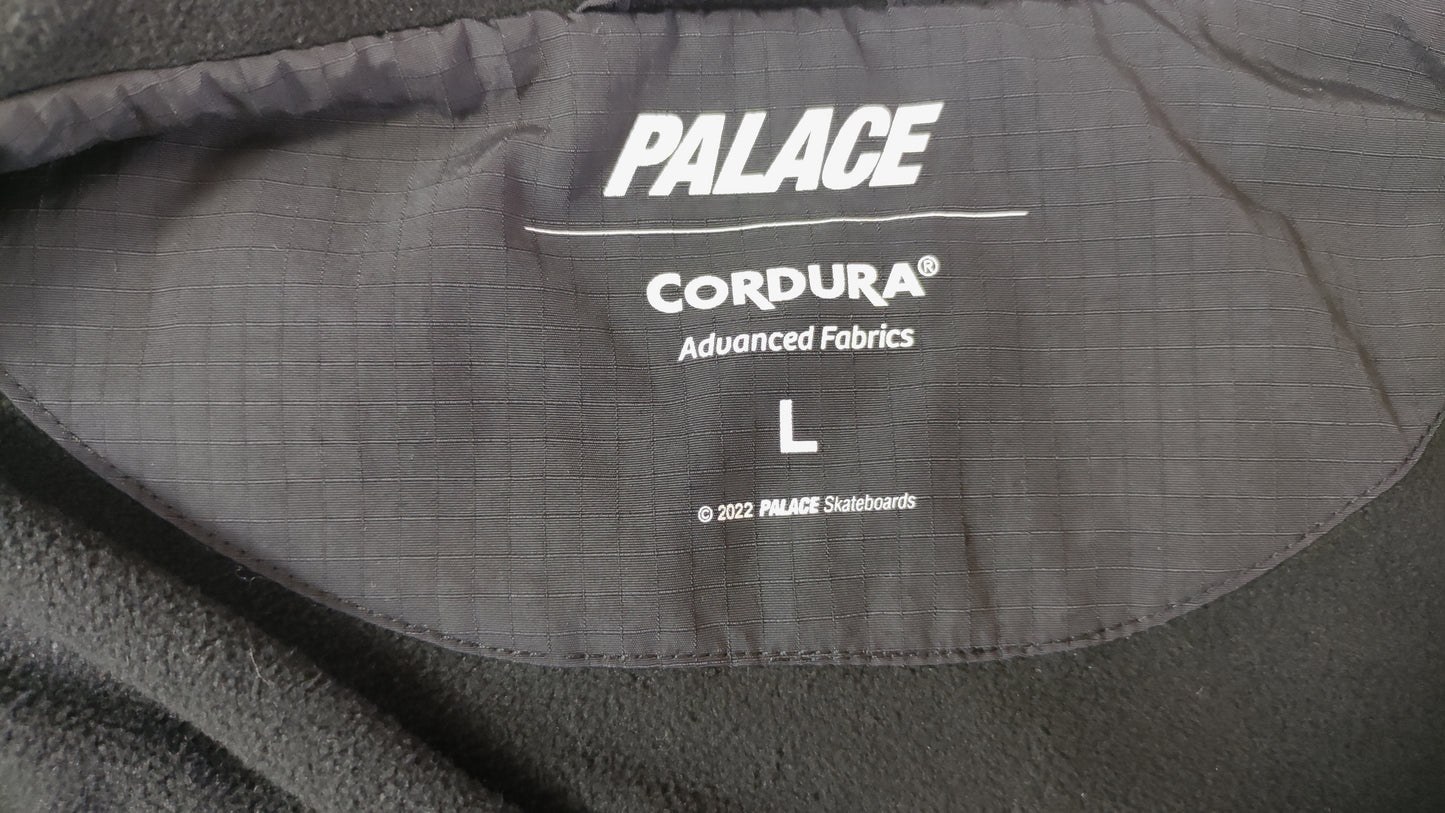 PALACE
CORDURA®
Advanced Fabrics
L
© 2022 PALACE Skateboards